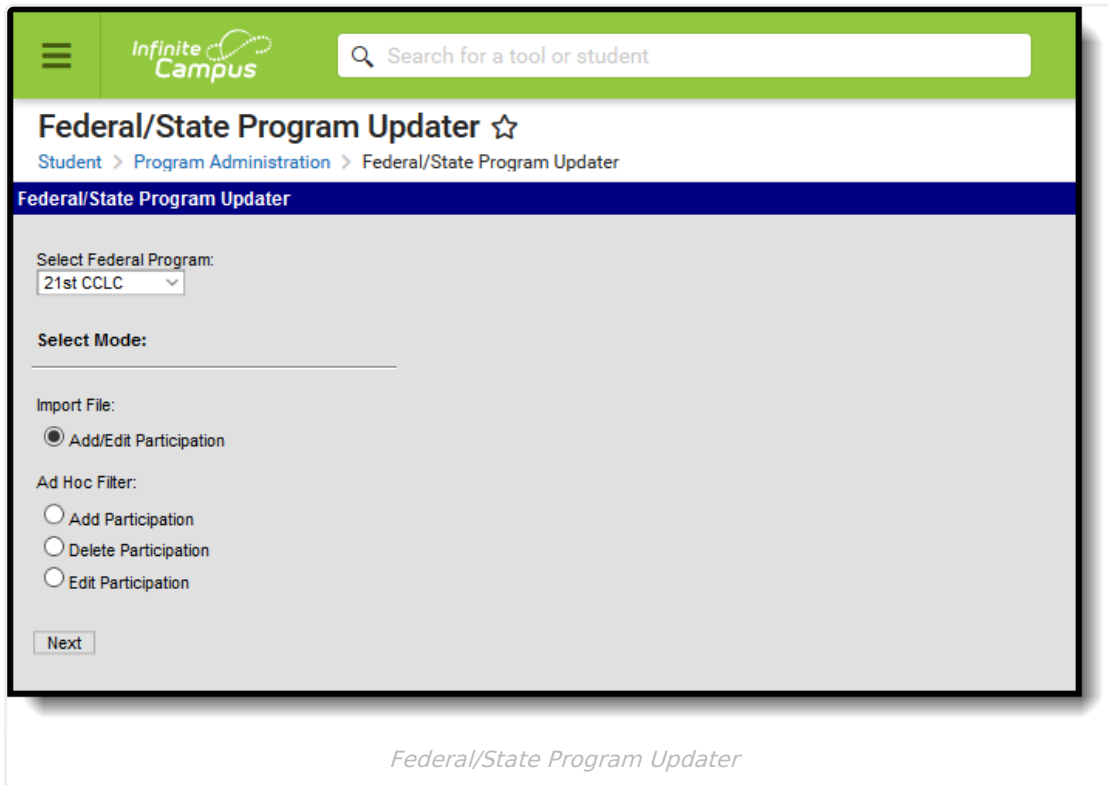 Infinite
Campus
Search for a tool or student
Federal/State Program Updater
Student > Program Administration > Federal/State Program Updater
Federal/State Program Updater
Select Federal Program:
21st CCLC
Select Mode:
Import File:
Add/Edit Participation
Ad Hoc Filter:
Add Participation
Delete Participation
Edit Participation
Next
Federal/State Program Updater